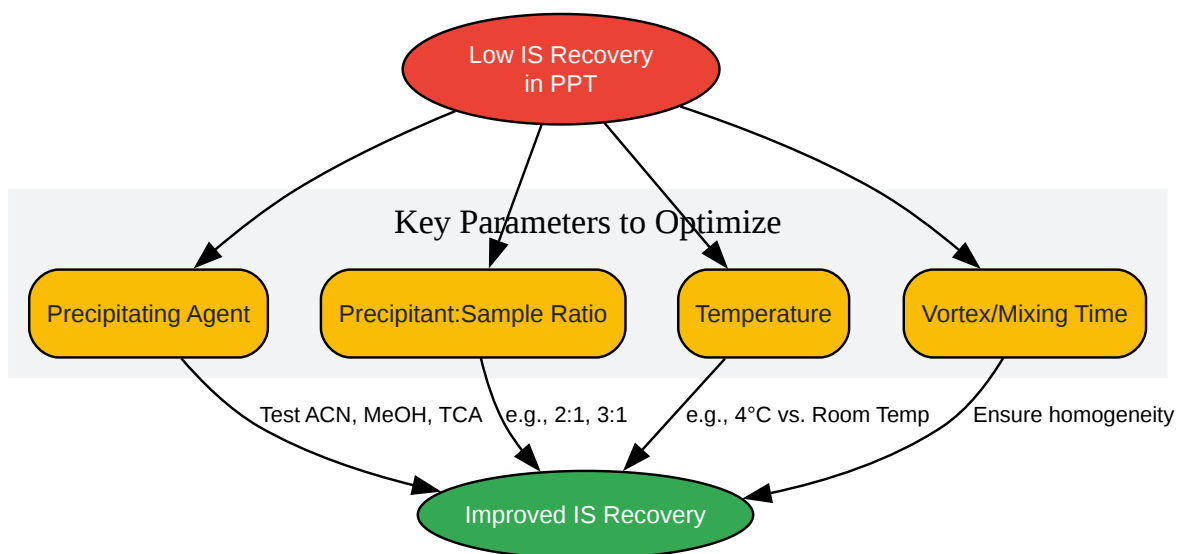 Low IS Recovery
in PPT
Key Parameters to Optimize
Precipitating Agent
Precipitant:Sample Ratio
Temperature
Vortex/Mixing Time
Test ACN, MeOH, TCA
e.g., 2:1, 3:1
e.g., 4°C vs. Room Temp
Ensure homogeneity
Improved IS Recovery